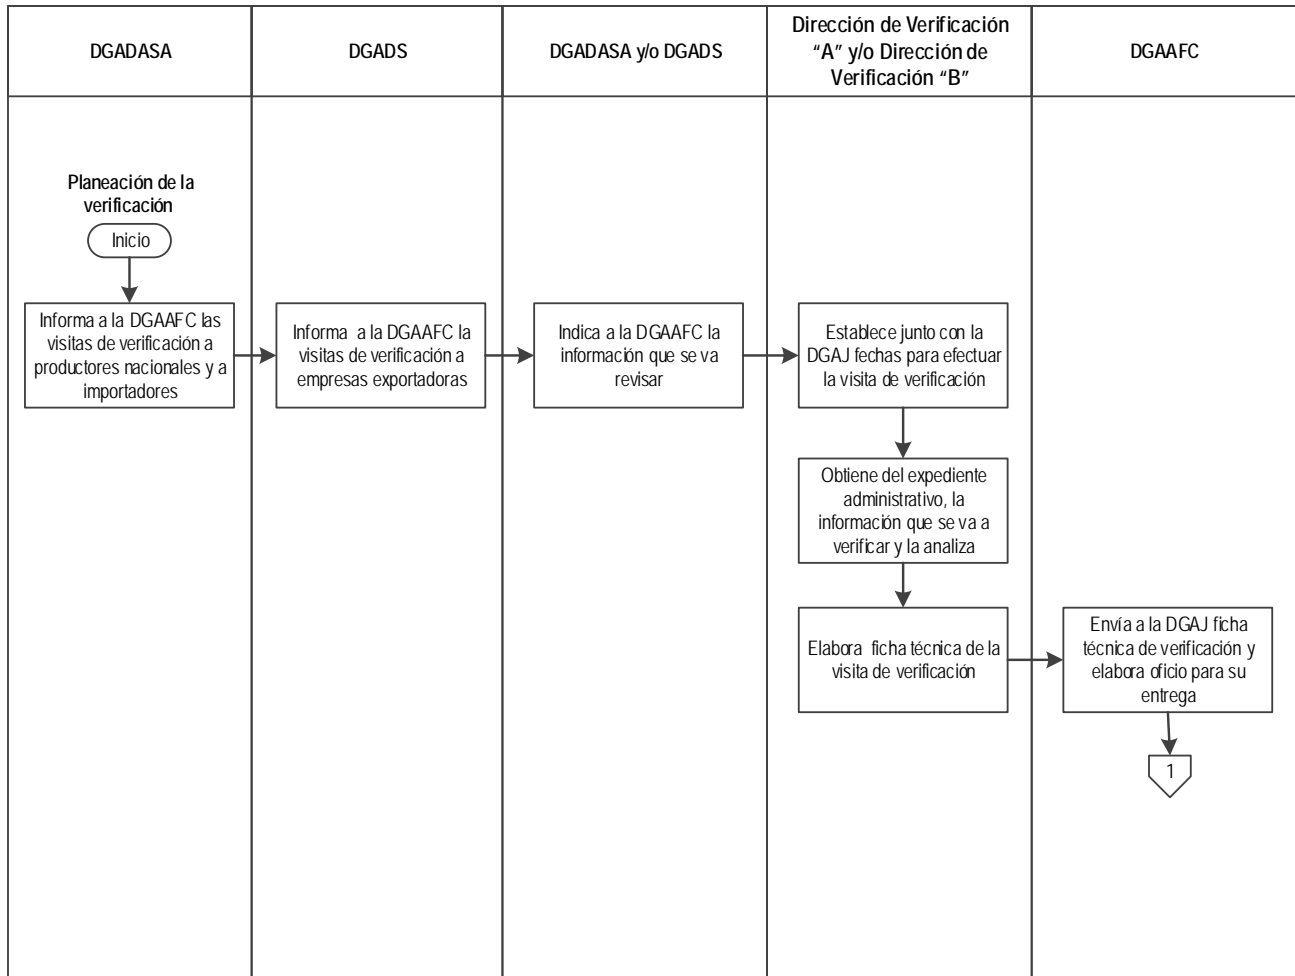 DGADASA
DGADS
DGADASA y/o DGADS
Dirección de Verificación
“A” y/o Dirección de
Verificación “B”
DGAAFC
Planeación de la
verificación
Inicio
Informa a la DGAAFC las
visitas de verificación a
productores nacionales y a
importadores
Informa a la DGAAFC la
visitas de verificación a
empresas exportadoras
Indica a la DGAAFC la
información que se va
revisar
Establece junto con la
DGAJ fechas para efectuar
la visita de verificación
Obtiene del expediente
administrativo, la
información que se va a
verificar y la analiza
Elabora ficha técnica de la
visita de verificación
Envía a la DGAJ ficha
técnica de verificación y
elabora oficio para su
entrega
1